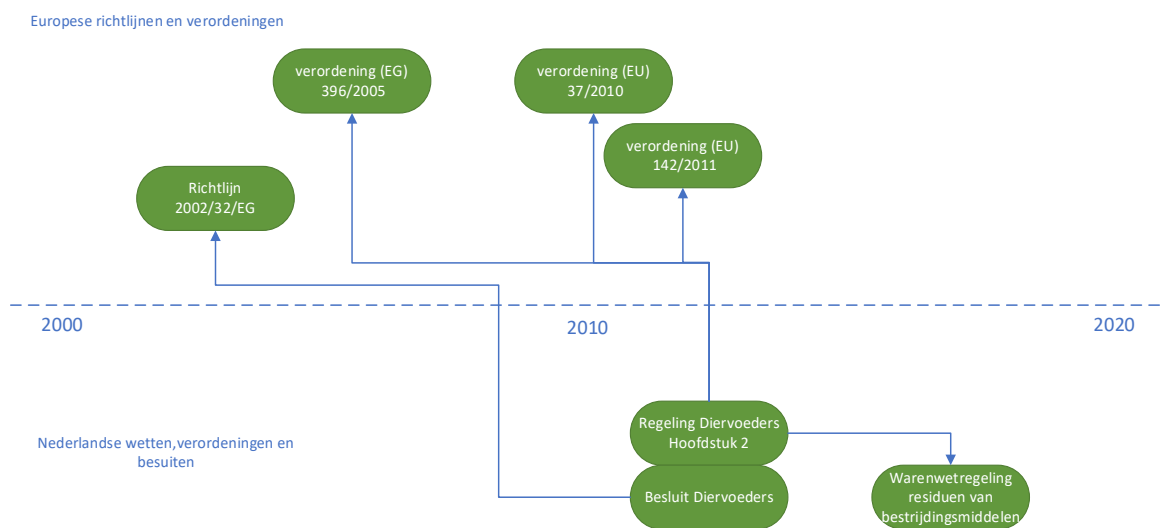 Europese richtlijnen en verordeningen
verordening (EG)
396/2005
verordening (EU)
37/2010
verordening (EU)
142/2011
Richtlijn
2002/32/EG
2000
2010
2020
Nederlandse wetten,verordeningen en
besuiten
Regeling Diervoeders
Hoofdstuk 2
Besluit Diervoeders
Warenwetregeling
residuen van
bestrijdingsmiddelen